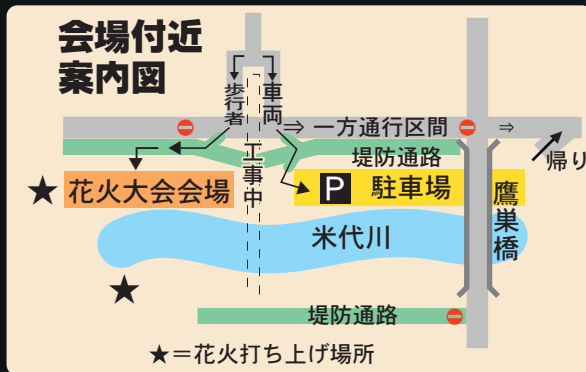 会場付近
案内図
歩行者
車両
⇒ 一方通行区間
⇒
帰り
工事中
堤防通路
★ 花火大会会場
P 駐車場
鷹巣橋
米代川
★
堤防通路
★＝花火打ち上げ場所